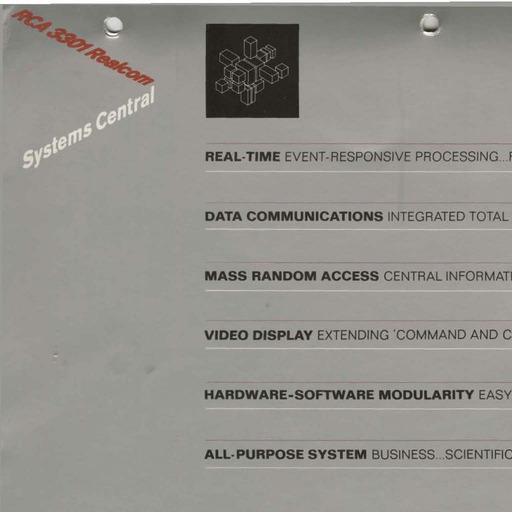 RCA 3301 Realcom
Systems Central
REAL-TIME EVENT-RESPONSIVE PROCESSING...
DATA COMMUNICATIONS INTEGRATED TOTAL
MASS RANDOM ACCESS CENTRAL INFORMATI
VIDEO DISPLAY EXTENDING 'COMMAND AND C
HARDWARE-SOFTWARE MODULARITY EASY
ALL-PURPOSE SYSTEM BUSINESS...SCIENTIFIC